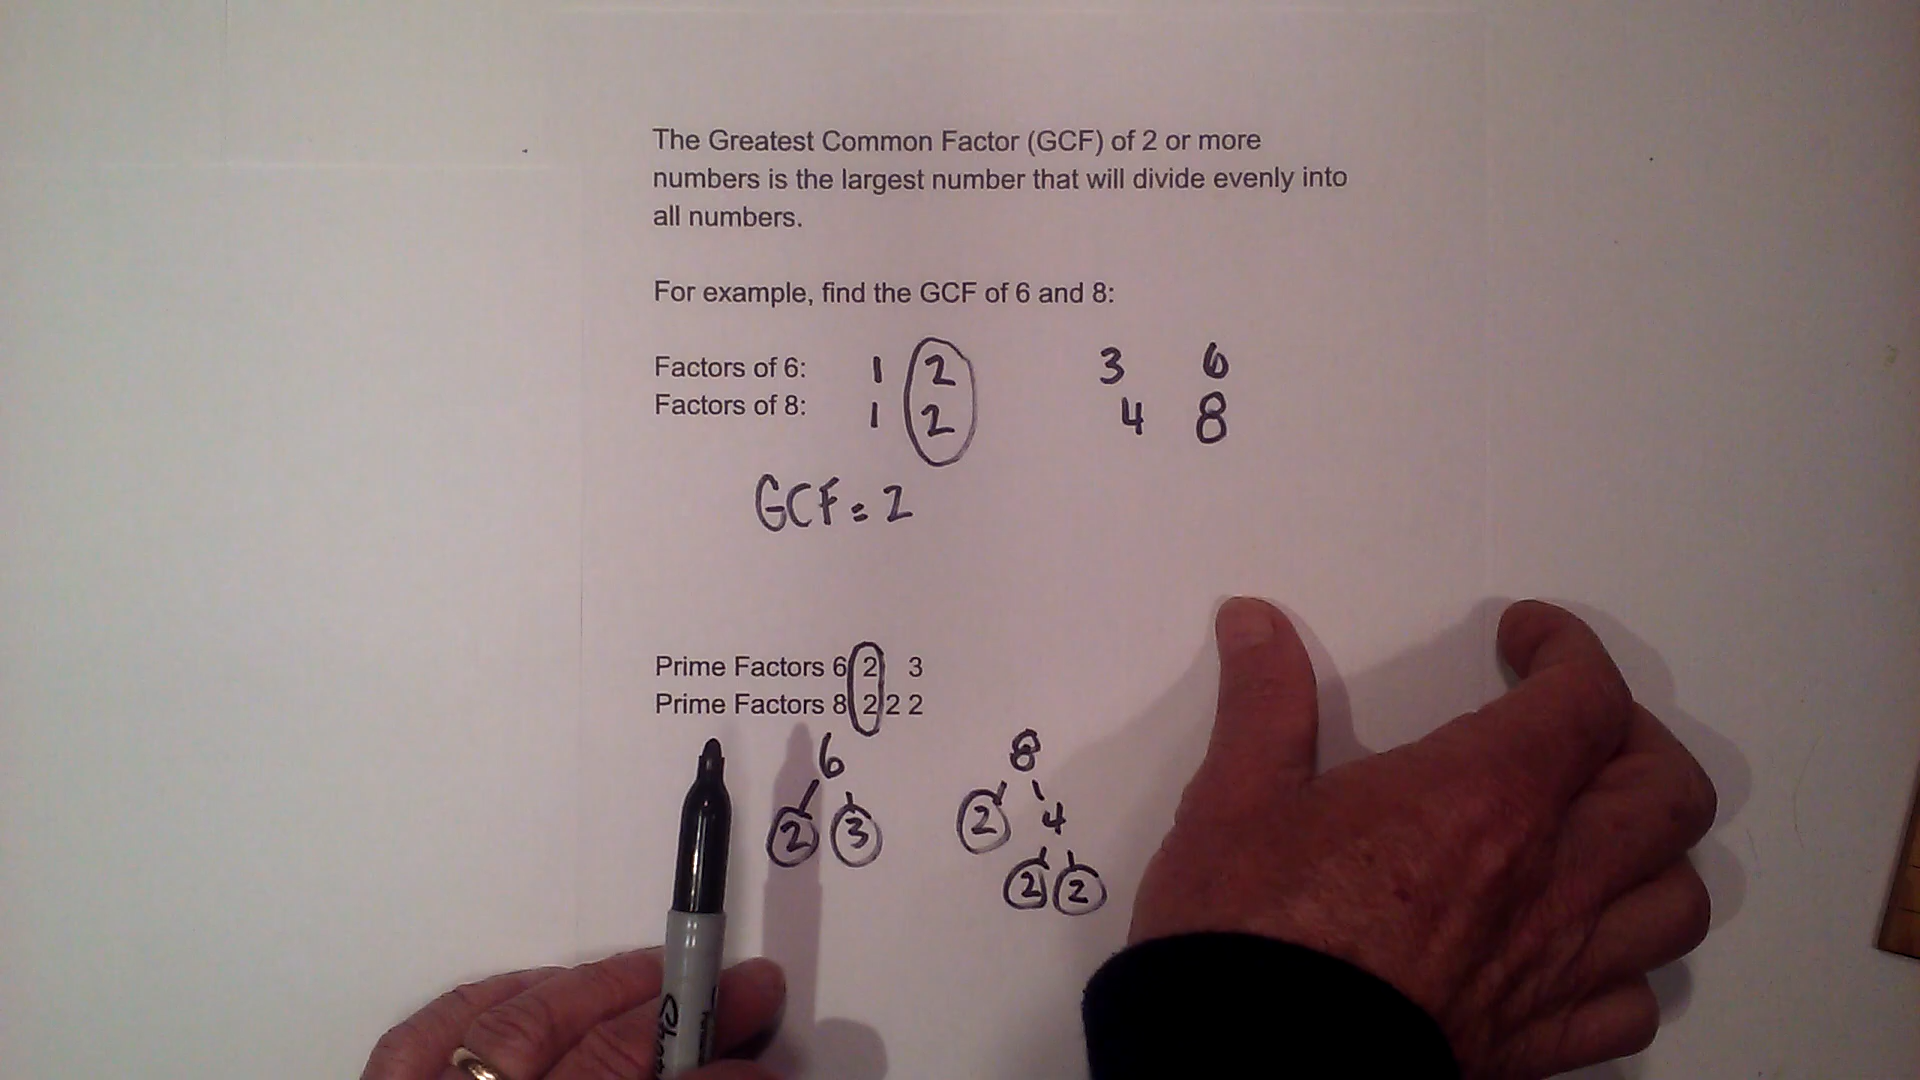 The Greatest Common Factor (GCF) of 2 or more
numbers is the largest number that will divide evenly into
all numbers.
For example, find the GCF of 6 and 8:
Factors of 6: 1 2 3 6
Factors of 8: 1 2 4 8
GCF = 2
Prime Factors 6 2 3
Prime Factors 8 2 2 2
6 8
2 3 2 4
2 2